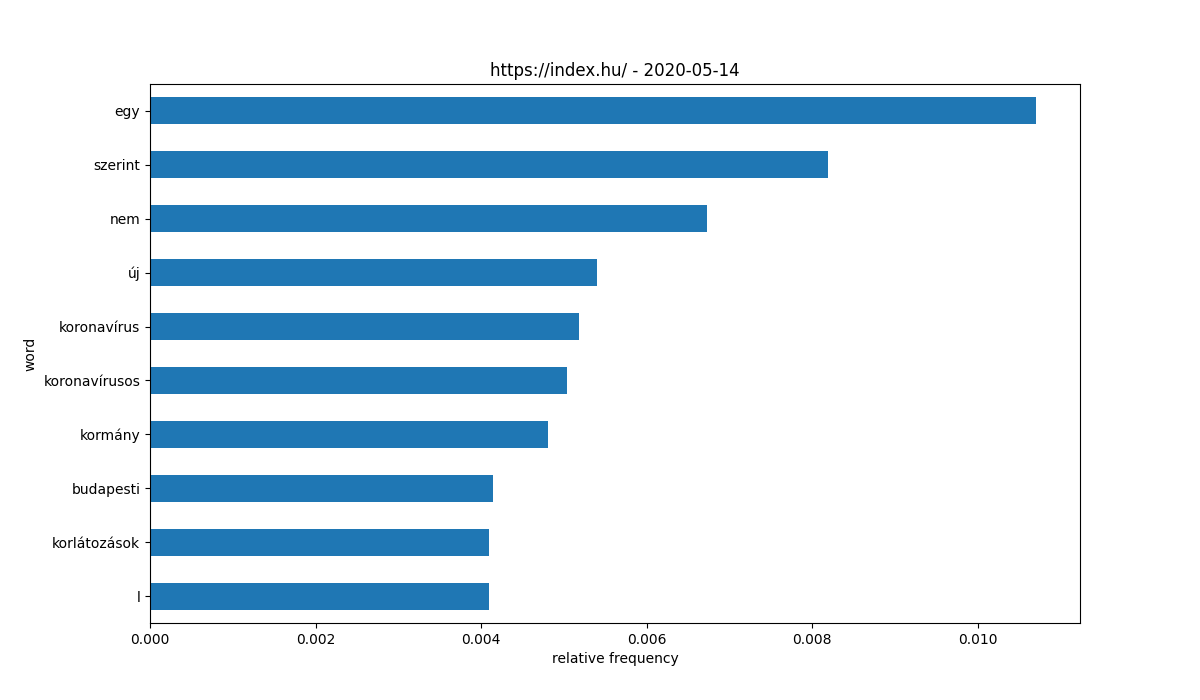 https://index.hu/ - 2020-05-14
egy
szerint
nem
új
koronavírus
koronavírusos
kormány
budapesti
korlátozások
l
word
0.000 0.002 0.004 0.006 0.008 0.010
relative frequency